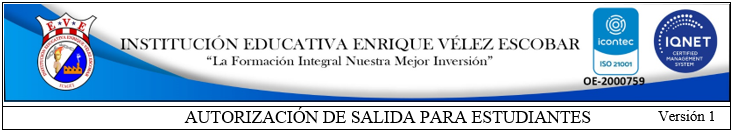 E.V.E
INSTITUCIÓN EDUCATIVA ENRIQUE VÉLEZ ESCOBAR
“La Formación Integral Nuestra Mejor Inversión”
icontec
ISO 21001
OE-2000759
IQNET
CERTIFIED
MANAGEMENT
SYSTEM
AUTORIZACIÓN DE SALIDA PARA ESTUDIANTES
Versión 1